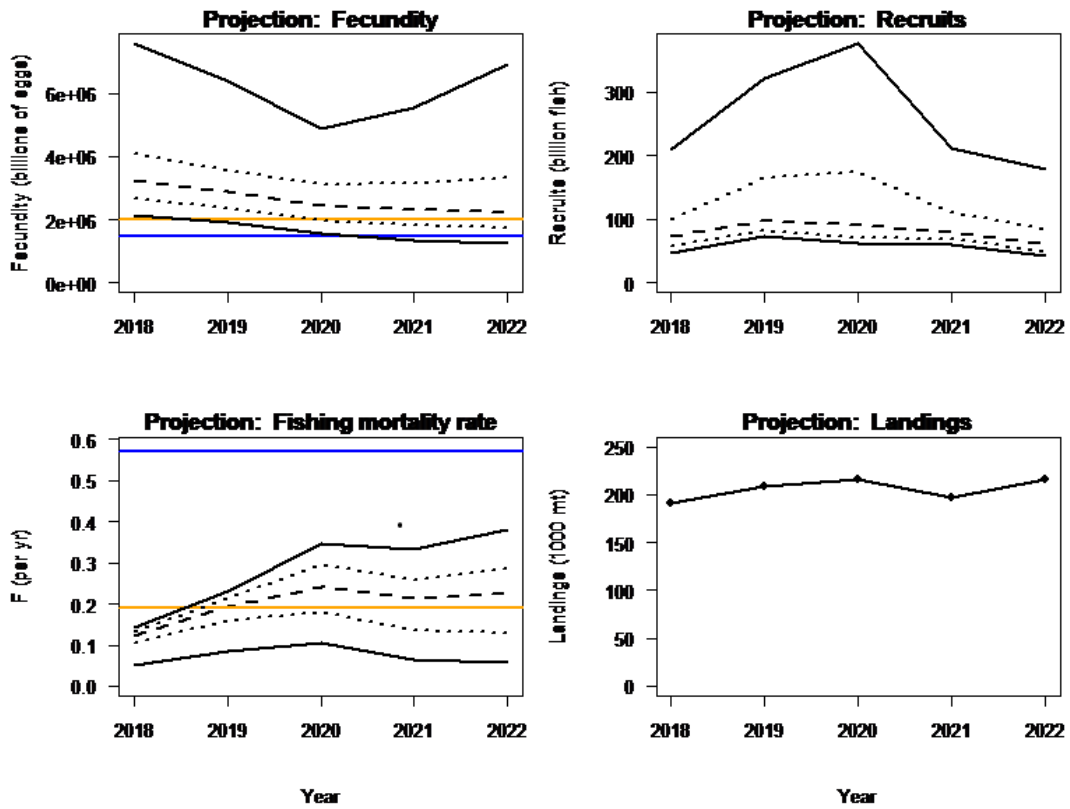 Projection: Fecundity
Fecundity (billions of eggs)
6e+06
4e+06
2e+06
0e+00
2018 2019 2020 2021 2022
Projection: Recruits
Recruits (billion fish)
300
200
100
0
2018 2019 2020 2021 2022
Projection: Fishing mortality rate
F (per yr)
0.6
0.5
0.4
0.3
0.2
0.1
0.0
2018 2019 2020 2021 2022
Year
Projection: Landings
Landings (1000 mt)
250
200
150
100
50
0
2018 2019 2020 2021 2022
Year